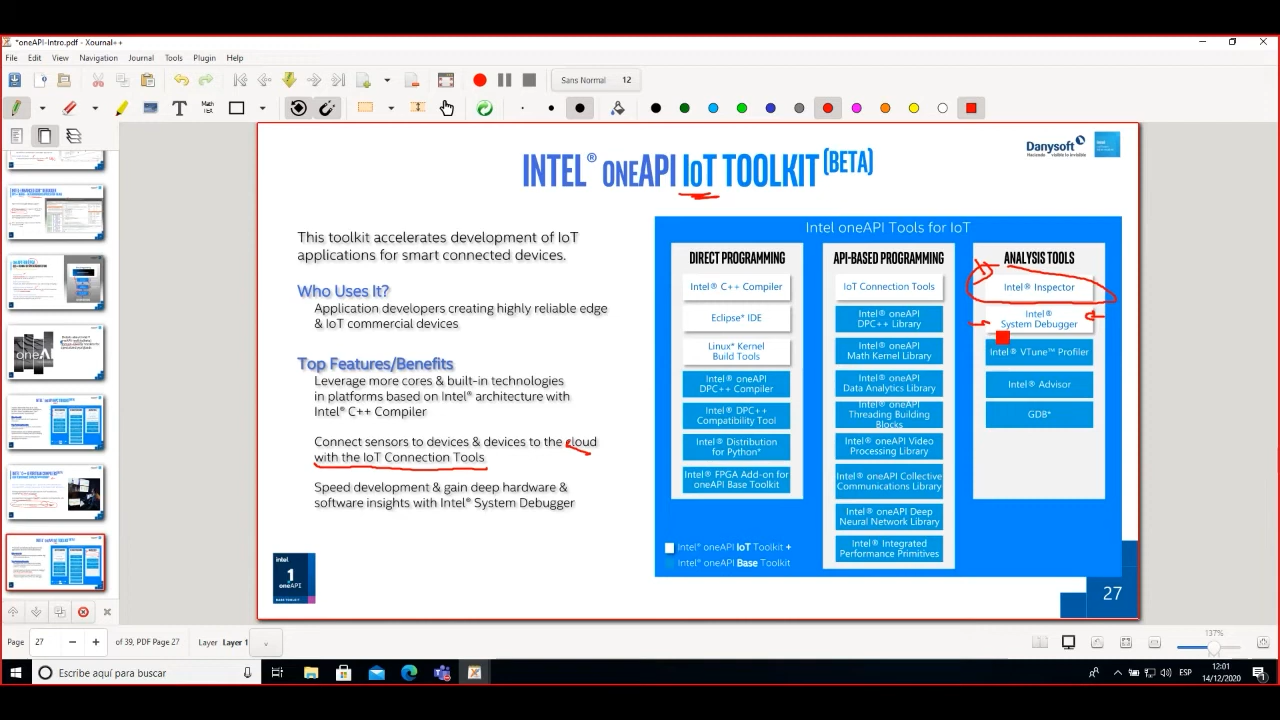 *oneAPI-Intro.pdf - Xournal++
File Edit View Navigation Journal Tools Plugin Help
Sans Normal 12
Danysoft
INTEL® oneAPI IoT TOOLKIT (BETA)
This toolkit accelerates development of IoT
applications for smart connected devices.
Who Uses It?
Application developers creating highly reliable edge
& IoT commercial devices
Top Features/Benefits
Leverage more cores & built-in technologies
in platforms based on Intel® architecture with
Intel® C++ Compiler
Connect sensors to devices & devices to the cloud
with the IoT Connection Tools
Speed development & gain deep hardware &
software insights with Intel® System Debugger
intel
1
oneAPI
BASE TOOLKIT
Intel oneAPI Tools for IoT
DIRECT PROGRAMMING
Intel® C++ Compiler
Eclipse* IDE
Linux* Kernel
Build Tools
Intel® oneAPI
DPC++ Compiler
Intel® DPC++
Compatibility Tool
Intel® Distribution
for Python*
Intel® FPGA Add-on for
oneAPI Base Toolkit
API-BASED PROGRAMMING
IoT Connection Tools
Intel® oneAPI
DPC++ Library
Intel® oneAPI
Math Kernel Library
Intel® oneAPI
Data Analytics Library
Intel® oneAPI
Threading Building
Blocks
Intel® oneAPI Video
Processing Library
Intel® oneAPI Collective
Communications Library
Intel® oneAPI Deep
Neural Network Library
Intel® Integrated
Performance Primitives
ANALYSIS TOOLS
Intel® Inspector
Intel®
System Debugger
Intel® VTune™ Profiler
Intel® Advisor
GDB*
Intel® oneAPI IoT Toolkit +
Intel® oneAPI Base Toolkit
27
Page 27 of 39, PDF Page 27 Layer Layer 1
137%
Escribe aquí para buscar
ESP
12:01
14/12/2020